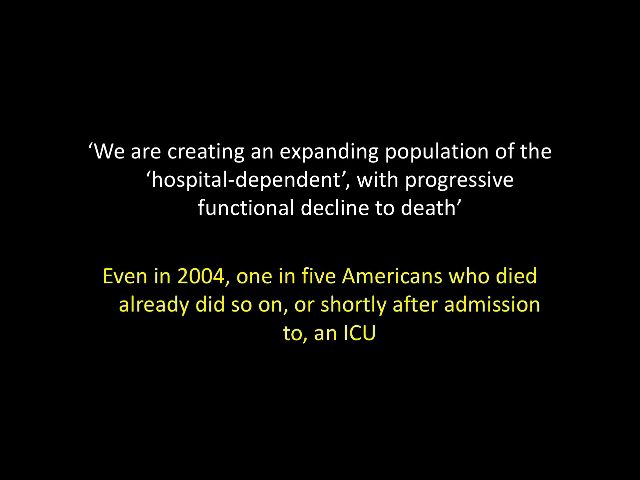 ‘We are creating an expanding population of the
‘hospital-dependent’, with progressive
functional decline to death’
Even in 2004, one in five Americans who died
already did so on, or shortly after admission
to, an ICU